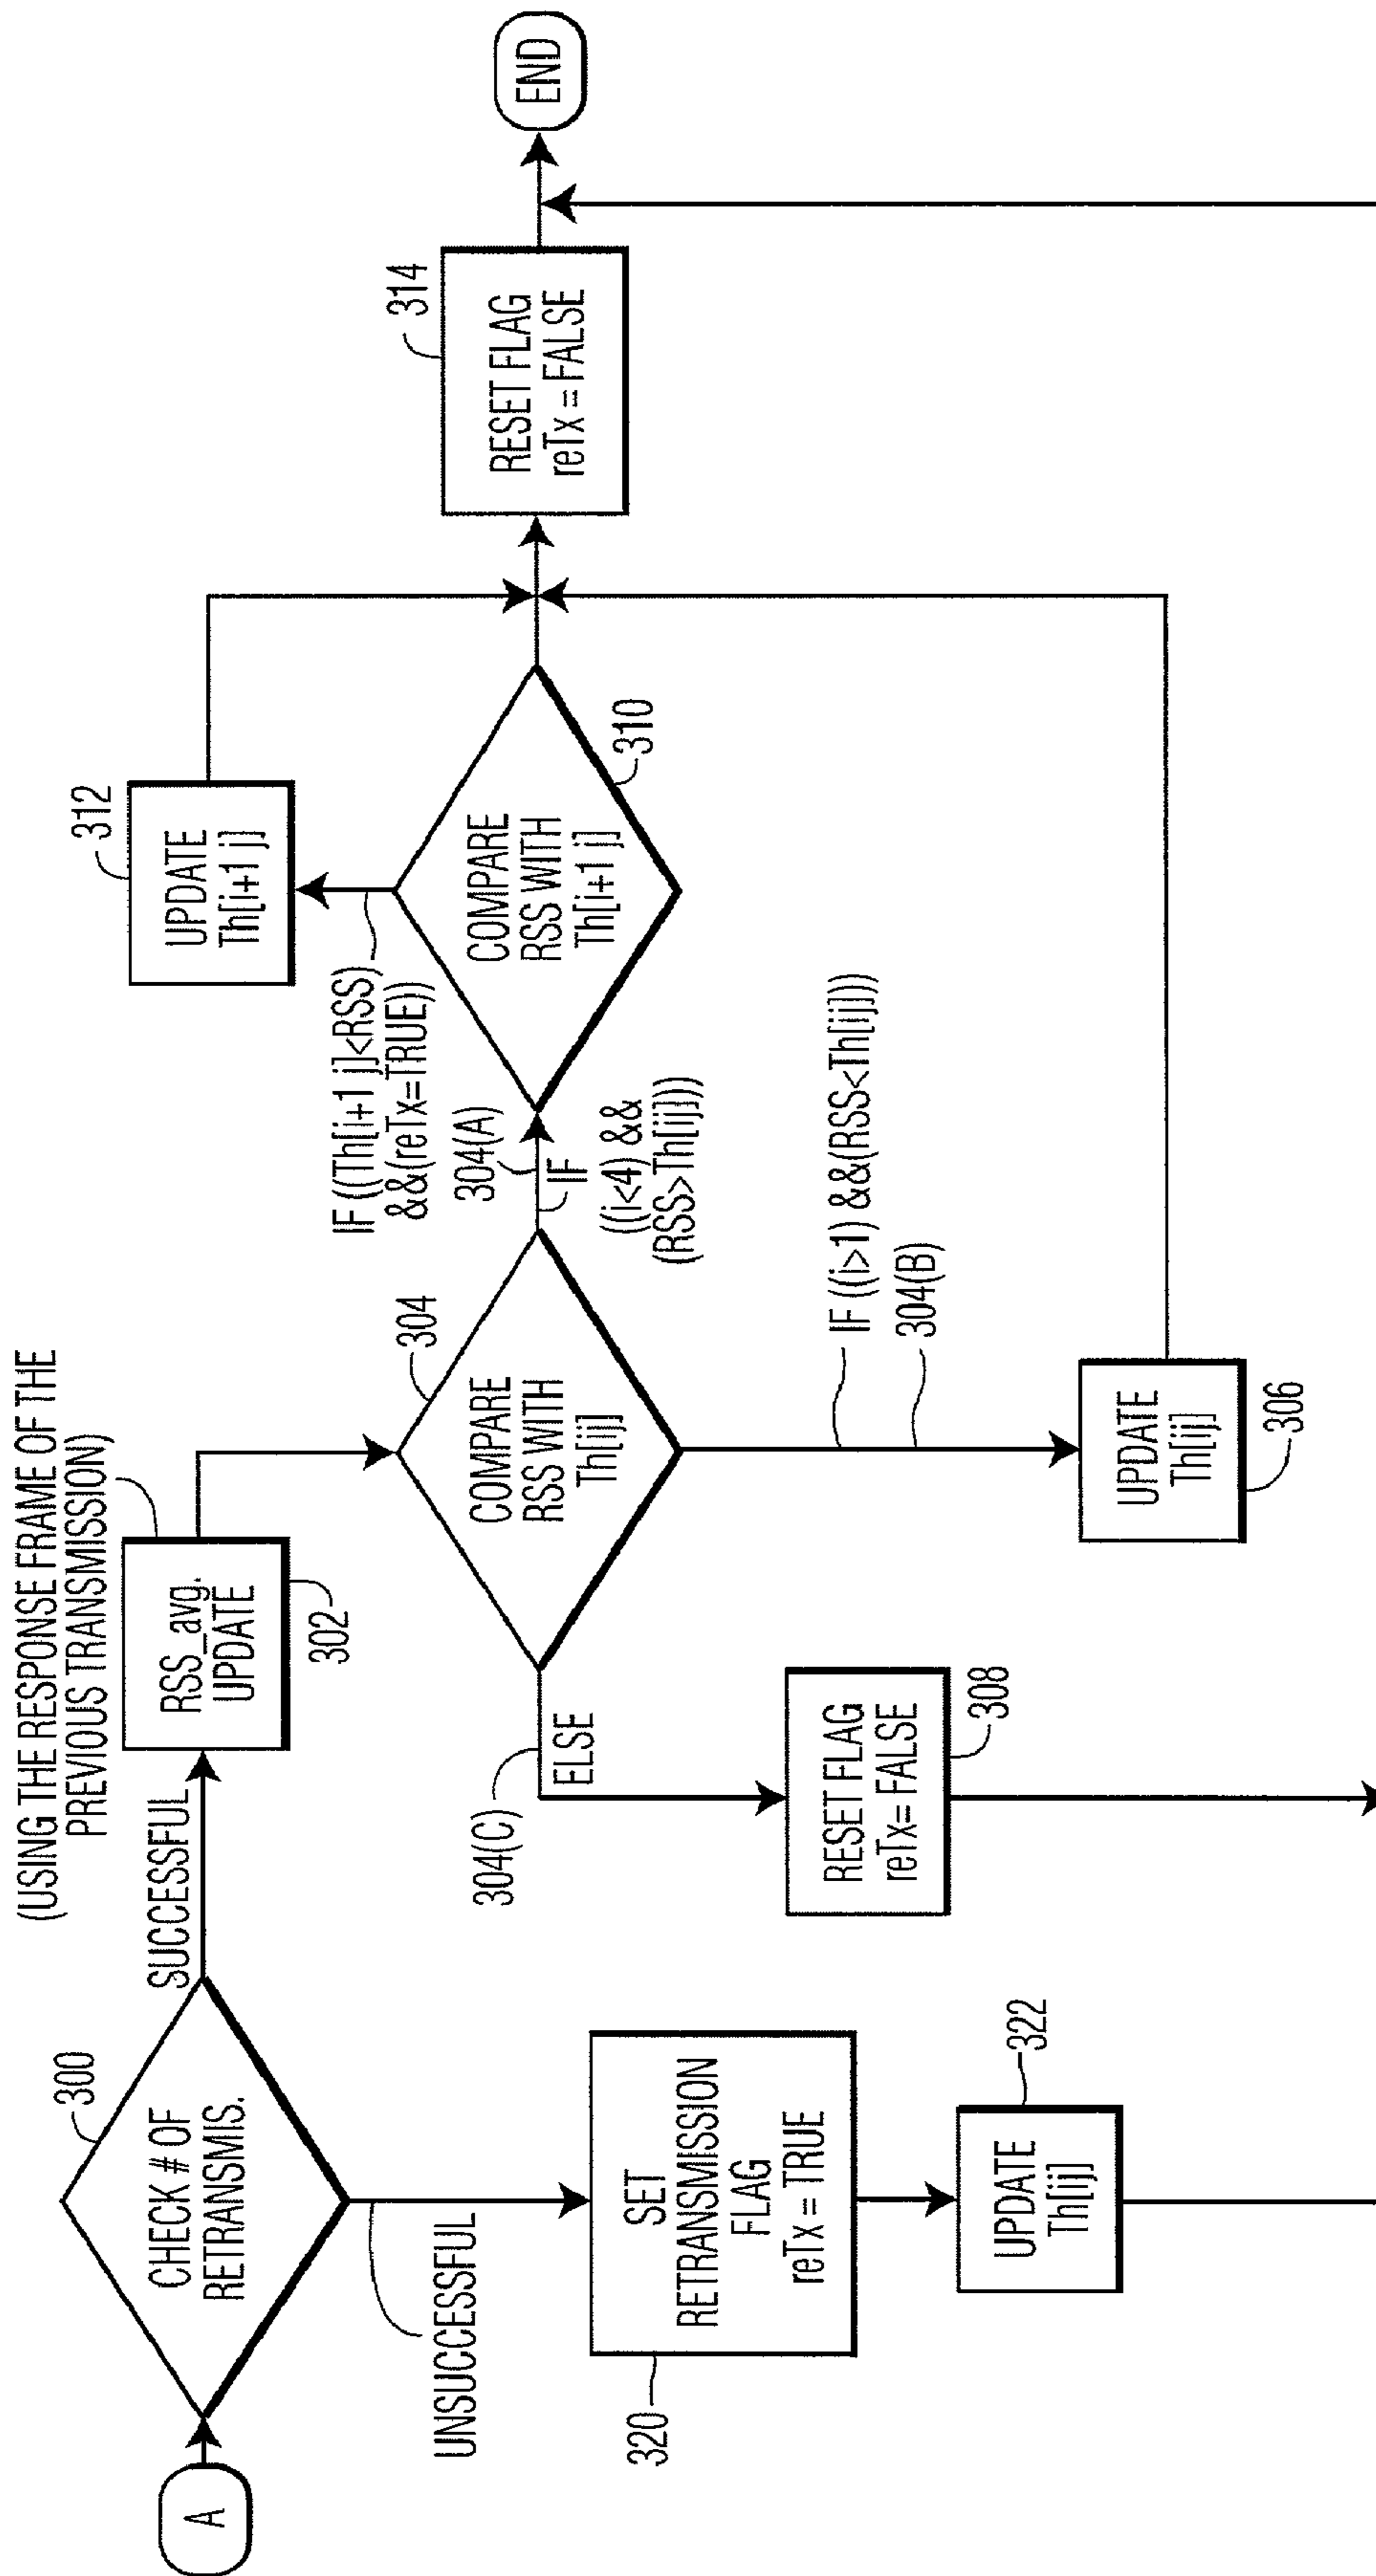 A
CHECK # OF
RETRANSMIS.
300
SUCCESSFUL
UNSUCCESSFUL
(USING THE RESPONSE FRAME OF THE
PREVIOUS TRANSMISSION)
RSS_avg.
UPDATE
302
SET
RETRANSMISSION
FLAG
reTx = TRUE
320
UPDATE
Th[ij]
322
COMPARE
RSS WITH
Th[ij]
304
304(C)
ELSE
RESET FLAG
reTx= FALSE
308
IF ((i>1) &&(RSS<Th[ij]))
304(B)
UPDATE
Th[ij]
306
304(A)
IF
((i<4) &&
(RSS>Th[ij]))
COMPARE
RSS WITH
Th[i+1 j]
310
IF ((Th[i+1 j]<RSS)
&&(reTx=TRUE))
UPDATE
Th[i+1 j]
312
RESET FLAG
reTx = FALSE
314
END